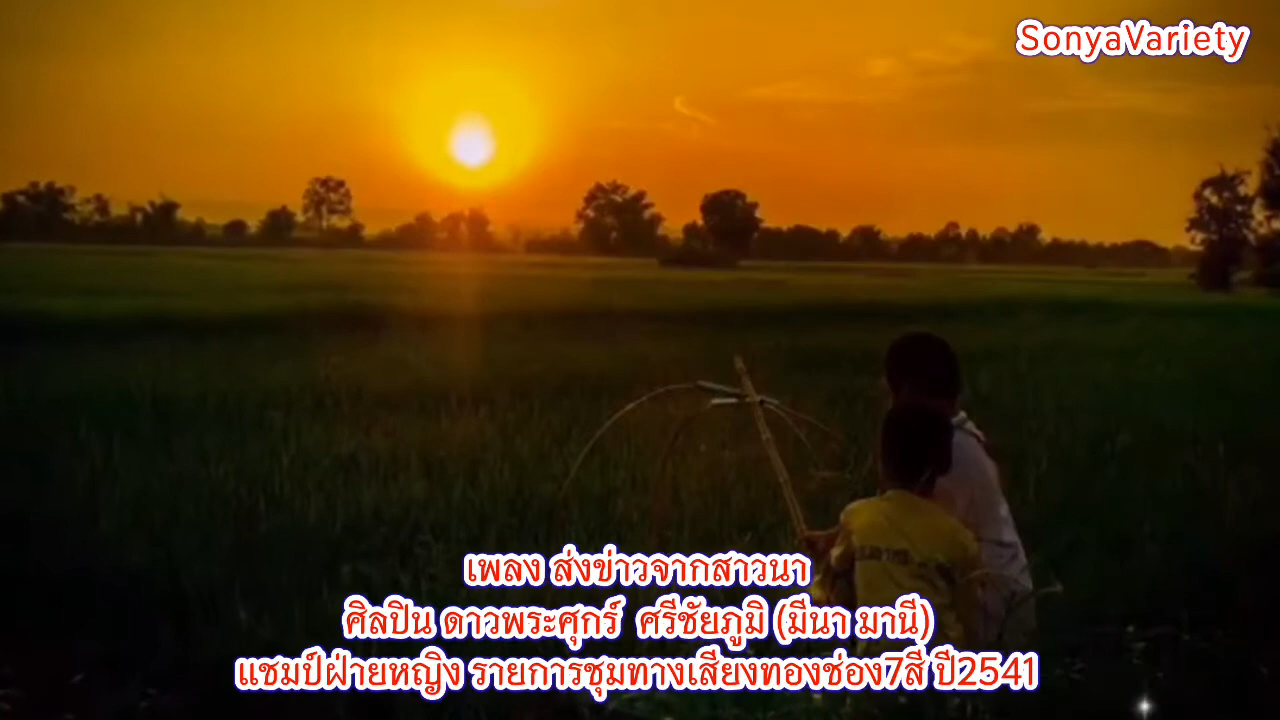 SonyaVariety
เพลง ส่งข่าวจากสาวนา
ศิลปิน ดาวพระศุกร์ ศรีชัยภูมิ (มีนา มานี)
แชมป์ฝ่ายหญิง รายการชุมทางเสียงทองช่อง7สี ปี2541